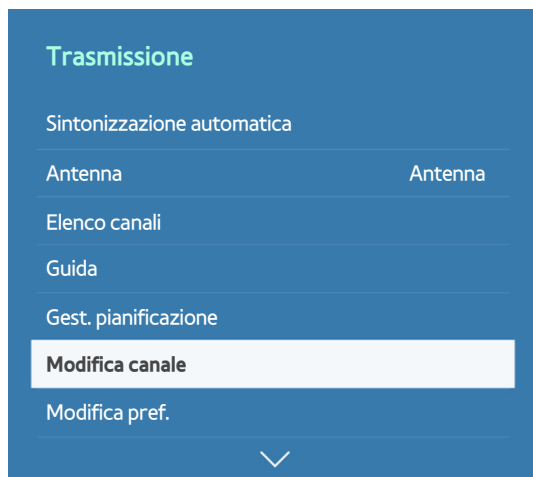 Trasmissione
Sintonizzazione automatica
Antenna Antenna
Elenco canali
Guida
Gest. pianificazione
Modifica canale
Modifica pref.